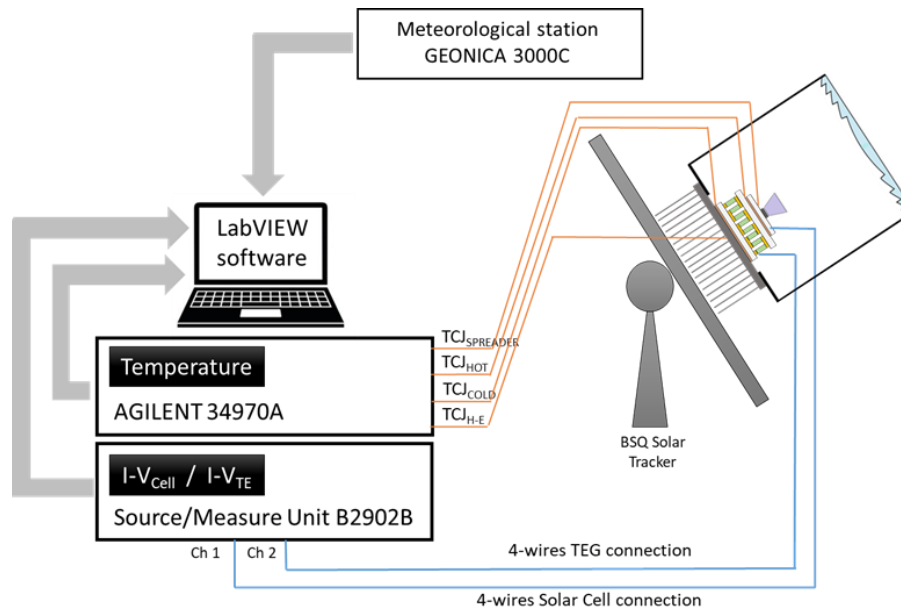 Meteorological station
GEONICA 3000C
LabVIEW
software
TCJSPREADER
Temperature
TCJHOT
TCJCOLD
AGILENT 34970A
TCJH-E
BSQ Solar
Tracker
I-VCell / I-VTE
Source/Measure Unit B2902B
Ch 1
Ch 2
4-wires TEG connection
4-wires Solar Cell connection